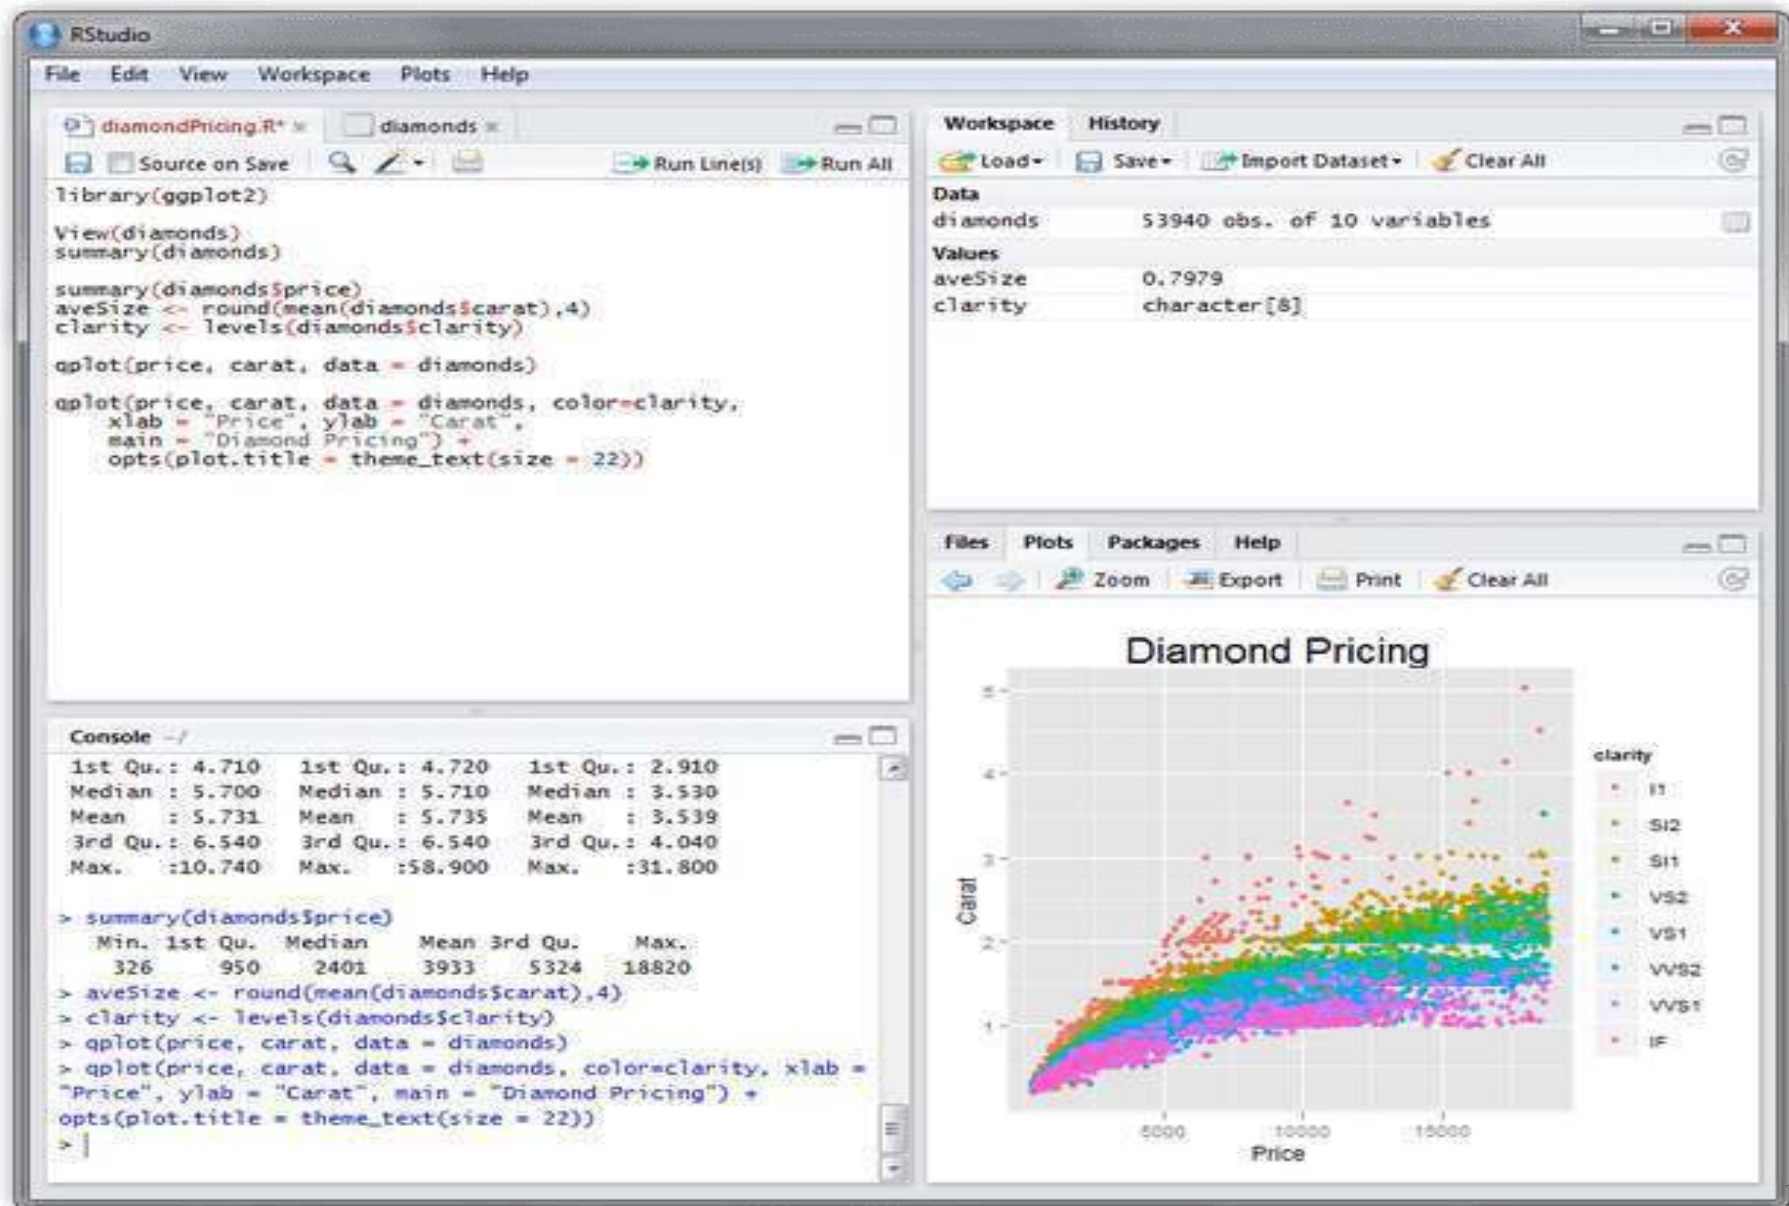 RStudio
File Edit View Workspace Plots Help
diamondPricing.R* diamonds
Source on Save Run Line(s) Run All
library(ggplot2)
View(diamonds)
summary(diamonds)
summary(diamonds$price)
aveSize <- round(mean(diamonds$carat),4)
clarity <- levels(diamonds$clarity)
qplot(price, carat, data = diamonds)
qplot(price, carat, data = diamonds, color=clarity,
xlab = "Price", ylab = "Carat",
main = "Diamond Pricing") +
opts(plot.title = theme_text(size = 22))
Console ~/
1st Qu.: 4.710 1st Qu.: 4.720 1st Qu.: 2.910
Median : 5.700 Median : 5.710 Median : 3.530
Mean : 5.731 Mean : 5.735 Mean : 3.539
3rd Qu.: 6.540 3rd Qu.: 6.540 3rd Qu.: 4.040
Max. :10.740 Max. :58.900 Max. :31.800
> summary(diamonds$price)
Min. 1st Qu. Median Mean 3rd Qu. Max.
326 950 2401 3933 5324 18820
> aveSize <- round(mean(diamonds$carat),4)
> clarity <- levels(diamonds$clarity)
> qplot(price, carat, data = diamonds)
> qplot(price, carat, data = diamonds, color=clarity, xlab =
"Price", ylab = "Carat", main = "Diamond Pricing") +
opts(plot.title = theme_text(size = 22))
>
Workspace History
Load Save Import Dataset Clear All
Data
diamonds 53940 obs. of 10 variables
Values
aveSize 0.7979
clarity character[8]
Files Plots Packages Help
Zoom Export Print Clear All
Diamond Pricing
5
4
3
2
1
Carat
5000 10000 15000
Price
clarity
I1
SI2
SI1
VS2
VS1
VVS2
VVS1
IF